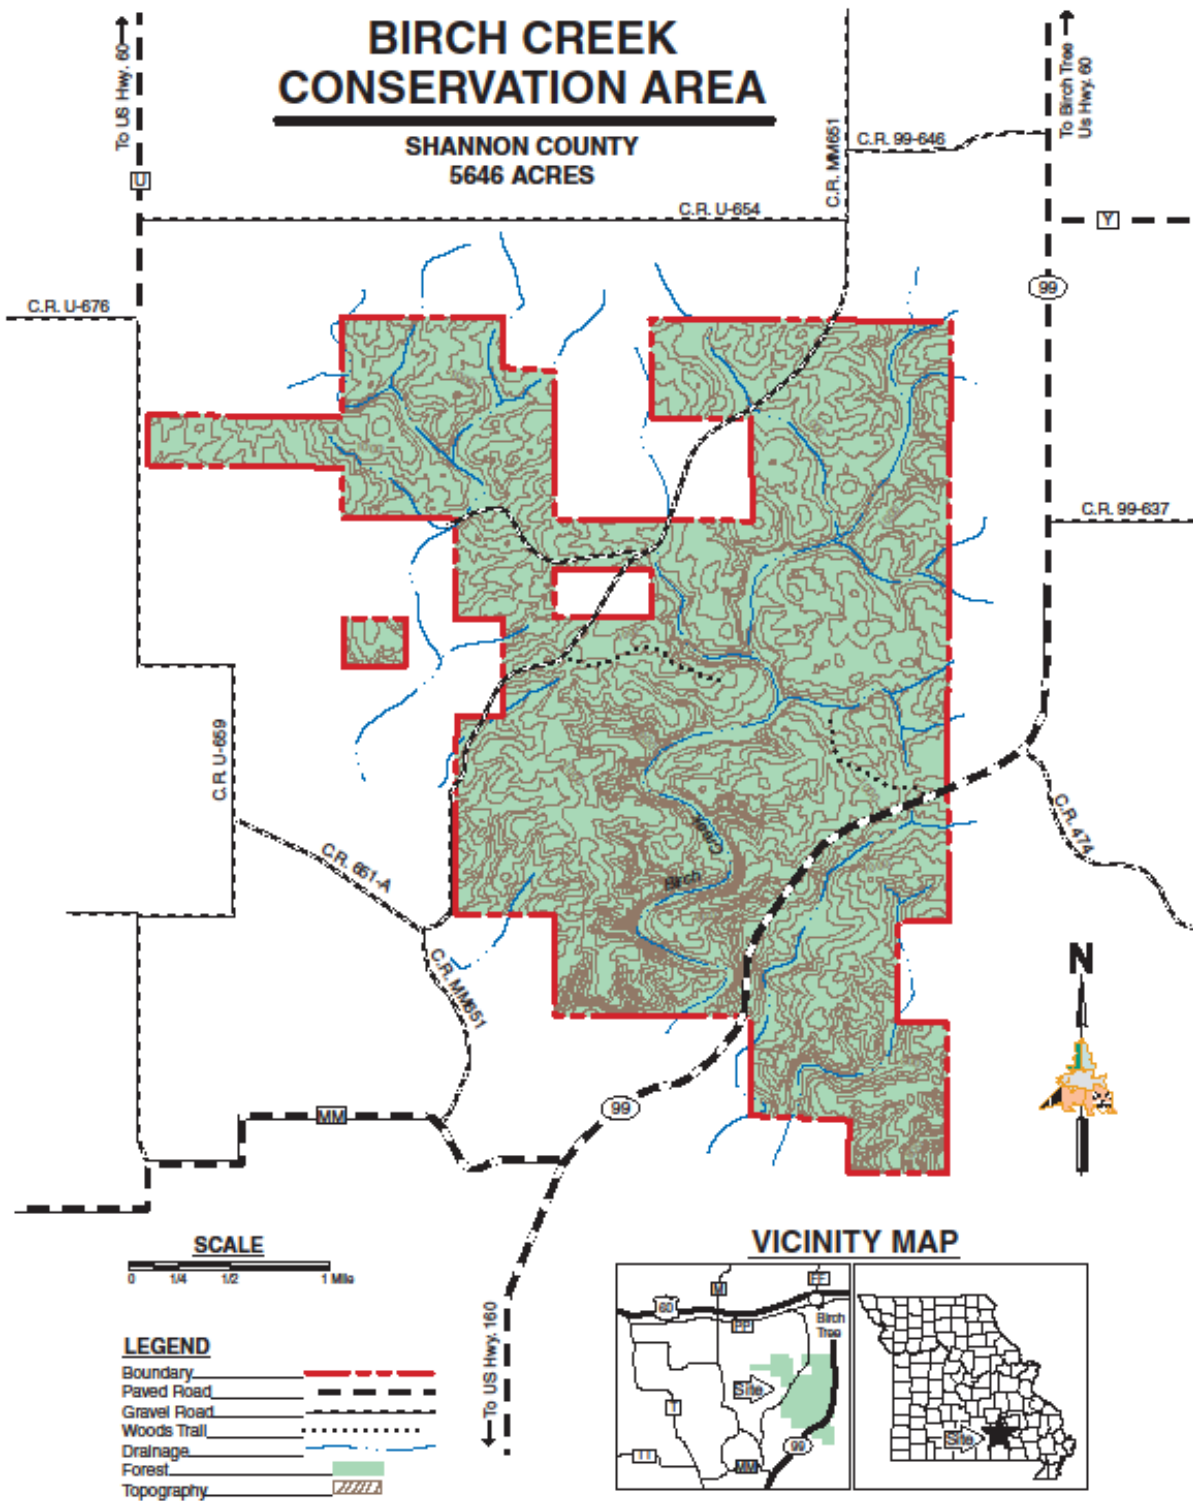 BIRCH CREEK
CONSERVATION AREA
SHANNON COUNTY
5646 ACRES
To US Hwy. 60
To Birch Tree
Us Hwy. 60
U
C.R. MM651
C.R. 99-646
C.R. U-654
Y
99
C.R. U-676
C.R. 99-637
C.R. U-659
C.R. 651-A
C.R. 474
Creek
Birch
C.R. MM651
N
MM
99
To US Hwy. 160
SCALE
0 1/4 1/2 1 Mile
LEGEND
Boundary
Paved Road
Gravel Road
Woods Trail
Drainage
Forest
Topography
VICINITY MAP
M
FF
60
PP
Birch
Tree
Site
T
99
MM
Site